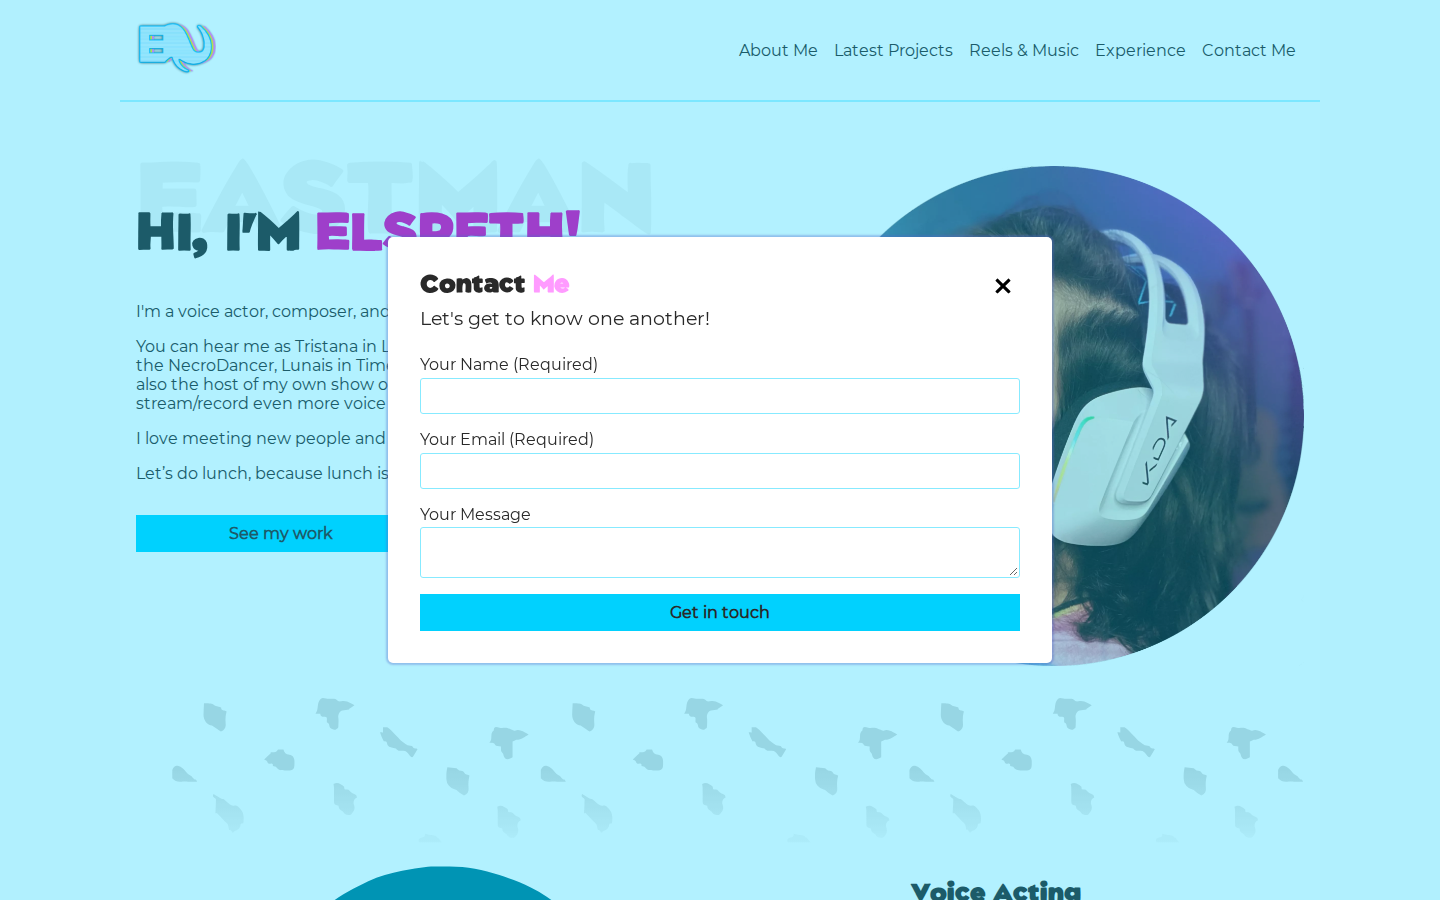 About Me Latest Projects Reels & Music Experience Contact Me
EASTMAN
HI, I'M ELSPETH!
I'm a voice actor, composer, and
You can hear me as Tristana in L
the NecroDancer, Lunais in Time
also the host of my own show o
stream/record even more voice
I love meeting new people and
Let’s do lunch, because lunch is
See my work
Contact Me
Let's get to know one another!
Your Name (Required)
Your Email (Required)
Your Message
Get in touch
Voice Acting